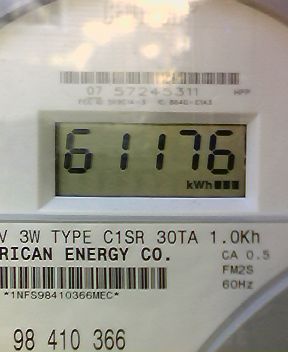 07 57245311
61176
kWh
V 3W TYPE C1SR 30TA 1.0Kh
RICAN ENERGY CO.
CA 0.5
FM2S
60Hz
*1NFS98410366MEC*
98 410 366